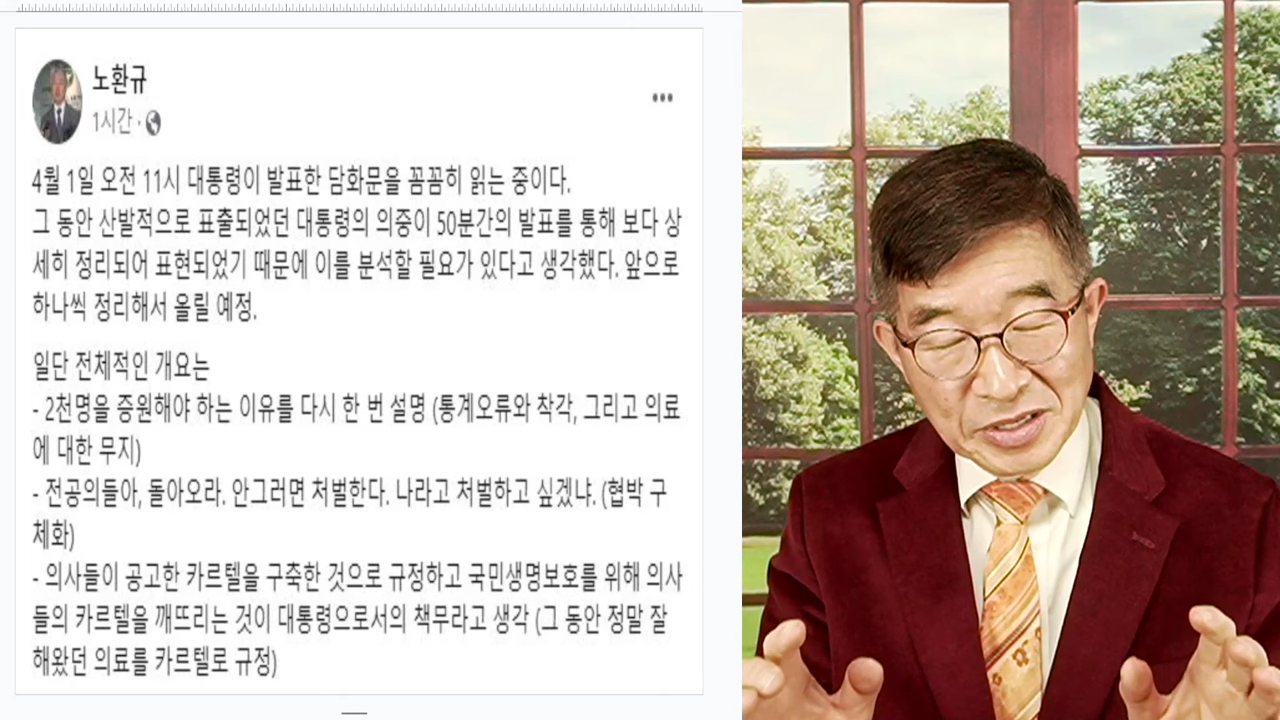 노환규
1시간 ·
4월 1일 오전 11시 대통령이 발표한 담화문을 꼼꼼히 읽는 중이다.
그 동안 산발적으로 표출되었던 대통령의 의중이 50분간의 발표를 통해 보다 상
세히 정리되어 표현되었기 때문에 이를 분석할 필요가 있다고 생각했다. 앞으로
하나씩 정리해서 올릴 예정.
일단 전체적인 개요는
- 2천명을 증원해야 하는 이유를 다시 한 번 설명 (통계오류와 착각, 그리고 의료
에 대한 무지)
- 전공의들아, 돌아오라. 안그러면 처벌한다. 나라고 처벌하고 싶겠냐. (협박 구
체화)
- 의사들이 공고한 카르텔을 구축한 것으로 규정하고 국민생명보호를 위해 의사
들의 카르텔을 깨뜨리는 것이 대통령으로서의 책무라고 생각 (그 동안 정말 잘
해왔던 의료를 카르텔로 규정)